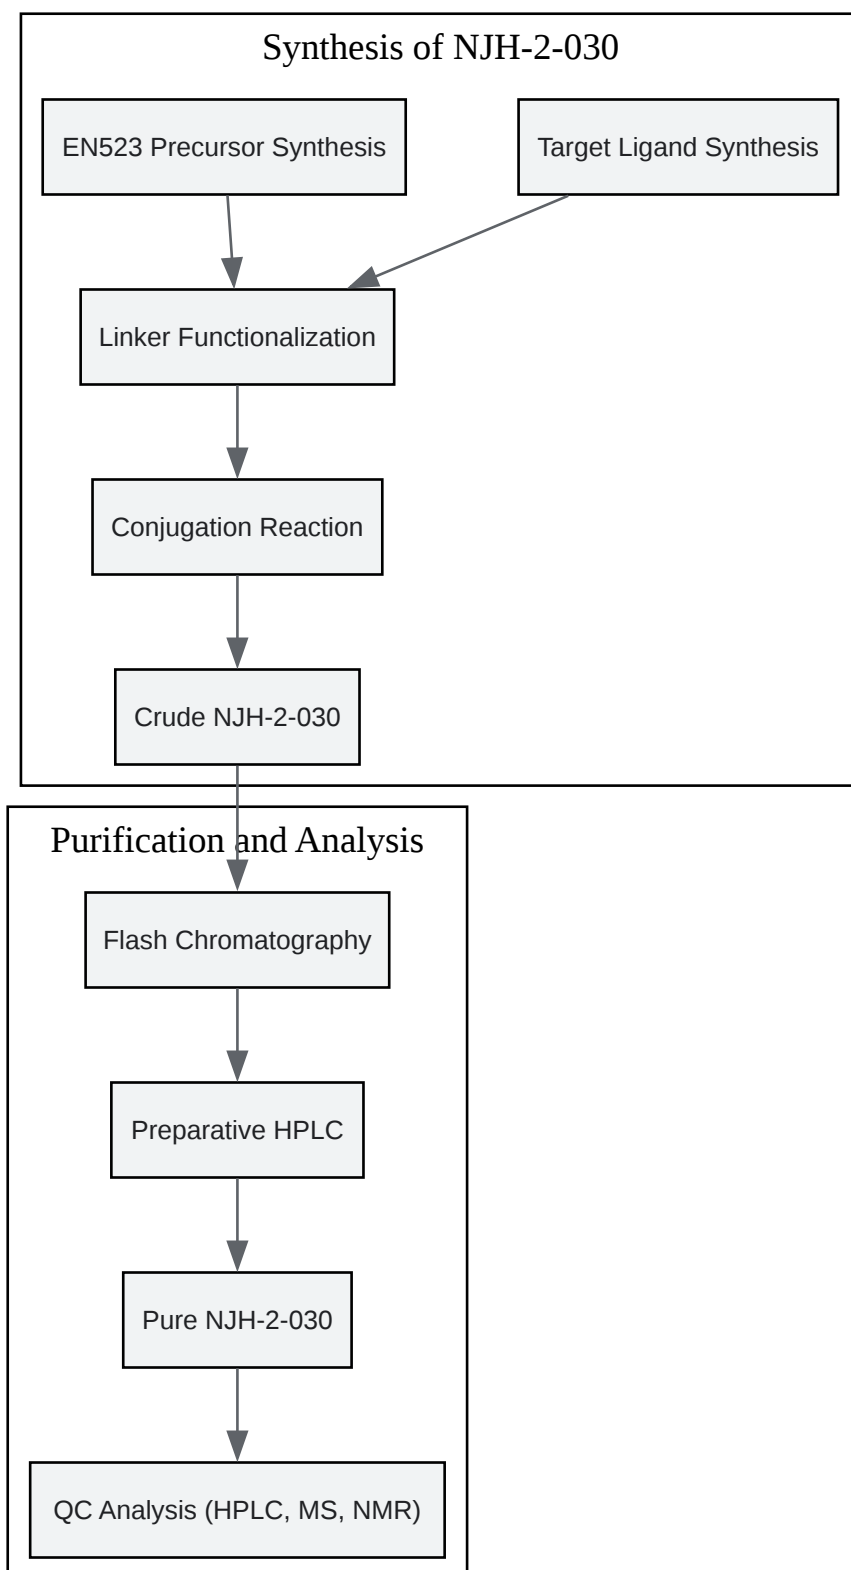 Synthesis of NJH-2-030
EN523 Precursor Synthesis
Target Ligand Synthesis
Linker Functionalization
Conjugation Reaction
Crude NJH-2-030
Purification and Analysis
Flash Chromatography
Preparative HPLC
Pure NJH-2-030
QC Analysis (HPLC, MS, NMR)